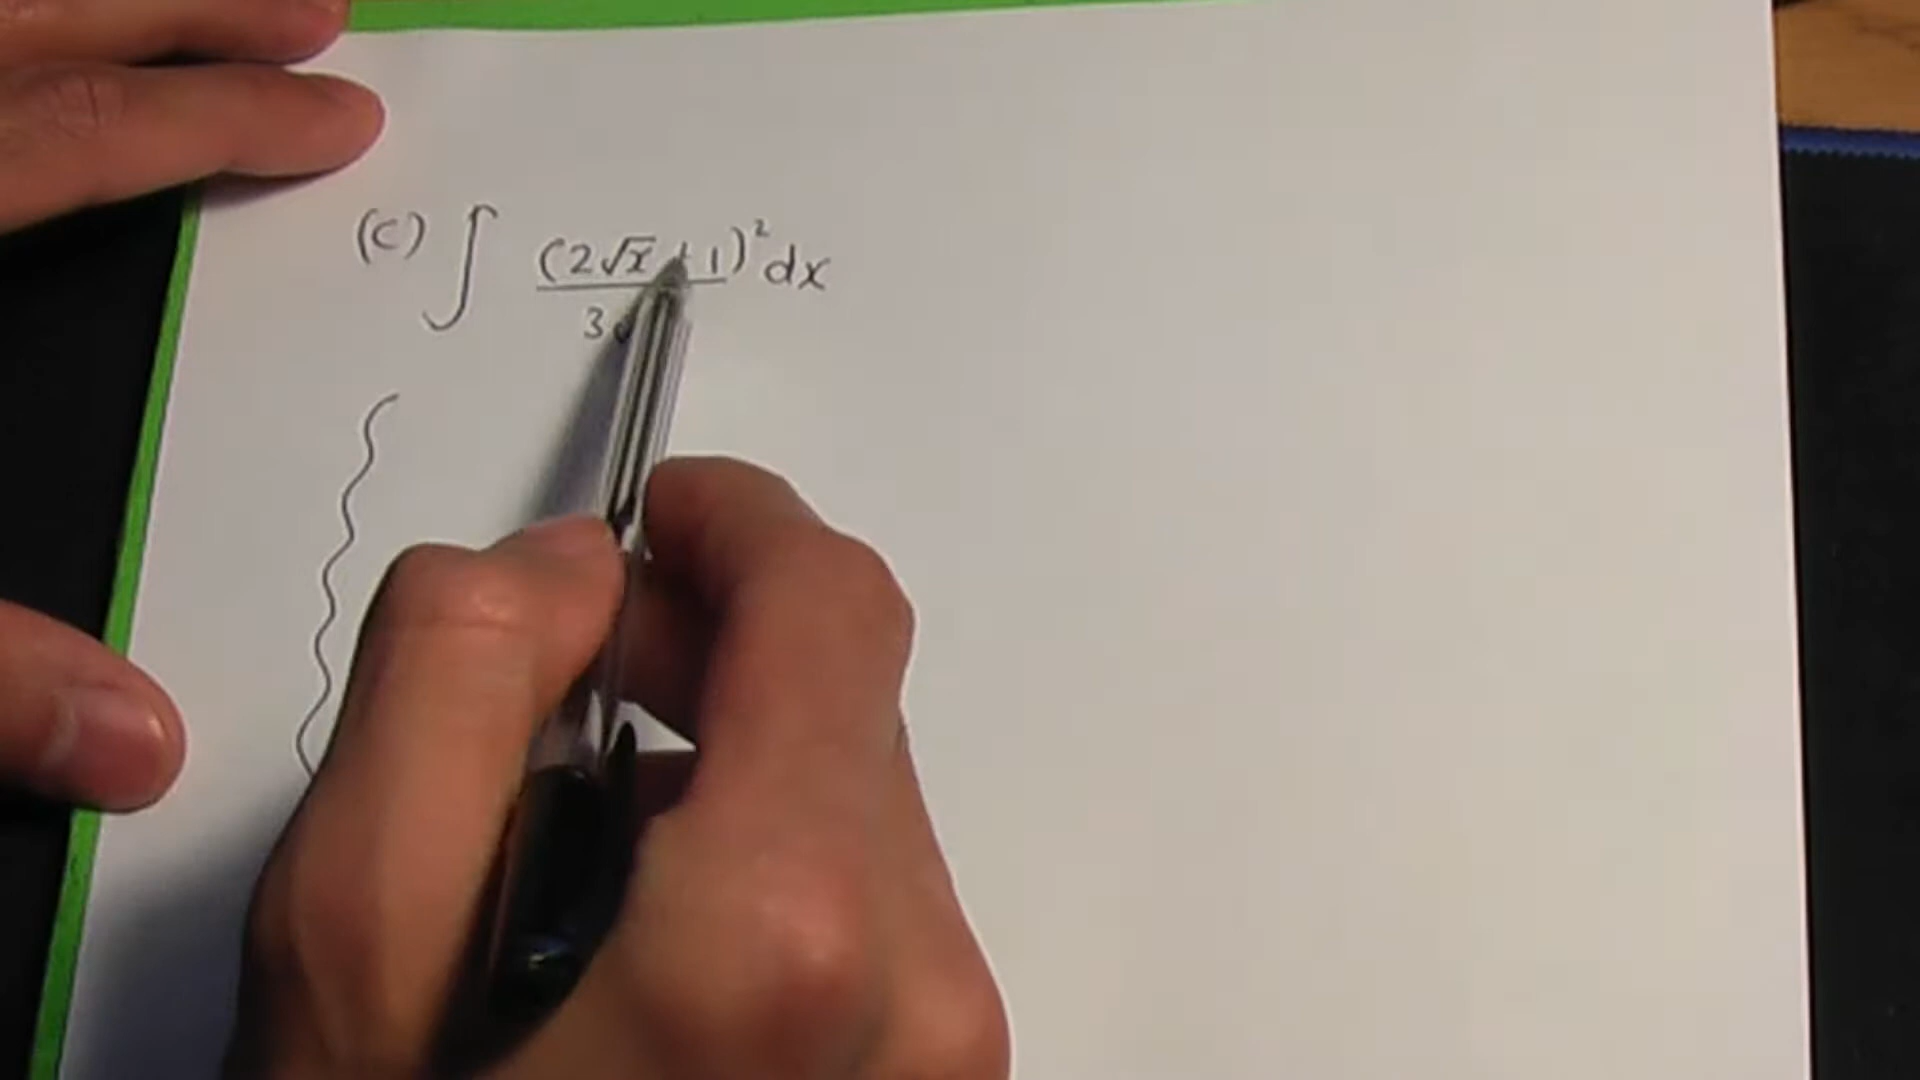 (c) ∫ (2√x + 1)² dx
3√